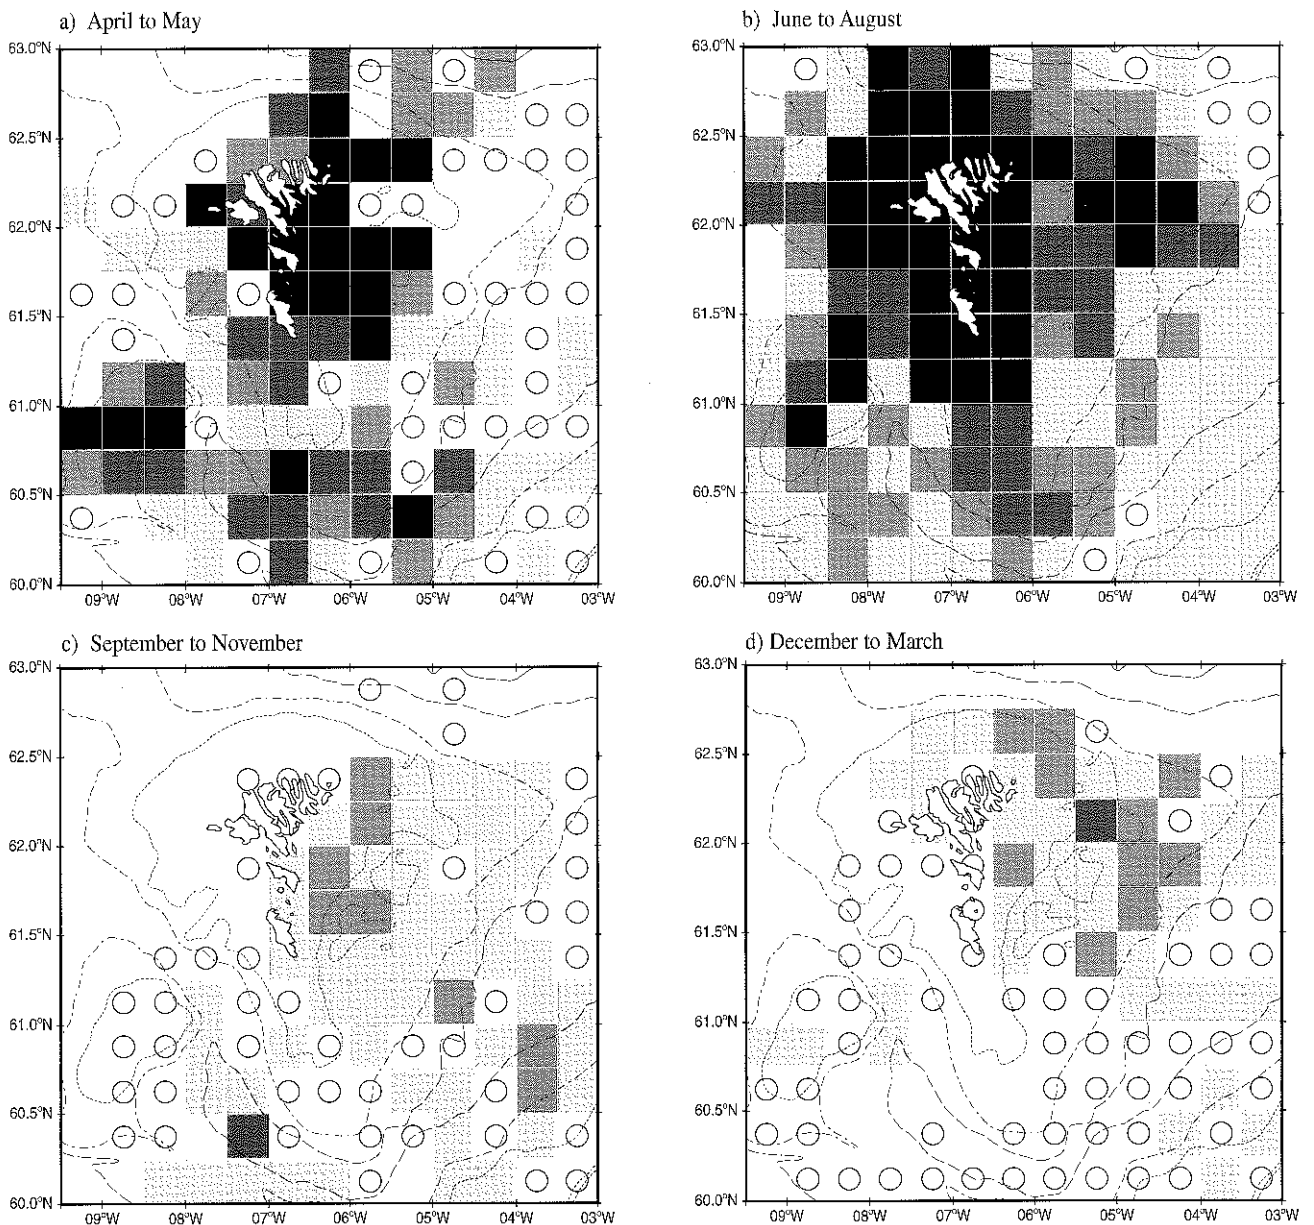 a) April to May
63.0°N
62.5°N
62.0°N
61.5°N
61.0°N
60.5°N
60.0°N
09°W 08°W 07°W 06°W 05°W 04°W 03°W
b) June to August
63.0°N
62.5°N
62.0°N
61.5°N
61.0°N
60.5°N
60.0°N
09°W 08°W 07°W 06°W 05°W 04°W 03°W
c) September to November
63.0°N
62.5°N
62.0°N
61.5°N
61.0°N
60.5°N
60.0°N
09°W 08°W 07°W 06°W 05°W 04°W 03°W
d) December to March
63.0°N
62.5°N
62.0°N
61.5°N
61.0°N
60.5°N
60.0°N
09°W 08°W 07°W 06°W 05°W 04°W 03°W